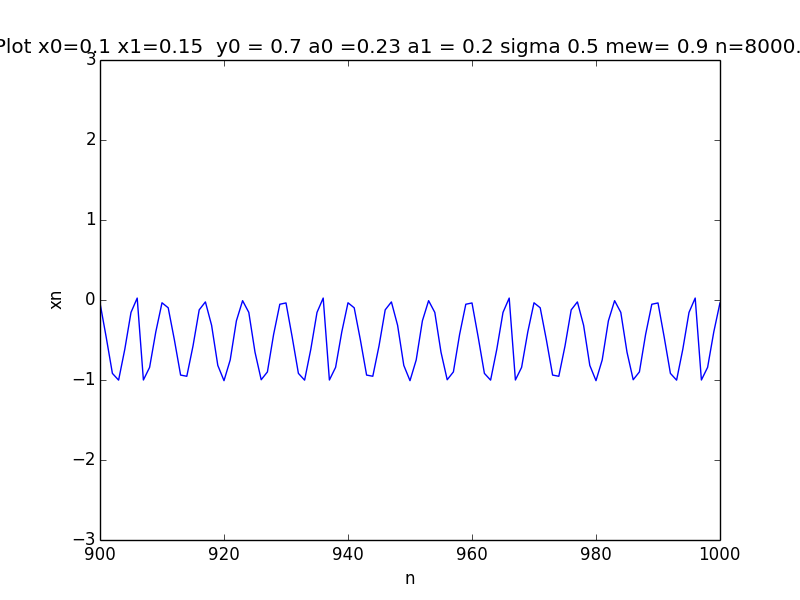 Plot x0=0.1 x1=0.15  y0 = 0.7 a0 =0.23 a1 = 0.2 sigma 0.5 mew= 0.9 n=8000.
3
2
1
0
−1
−2
−3
xn
900 920 940 960 980 1000
n